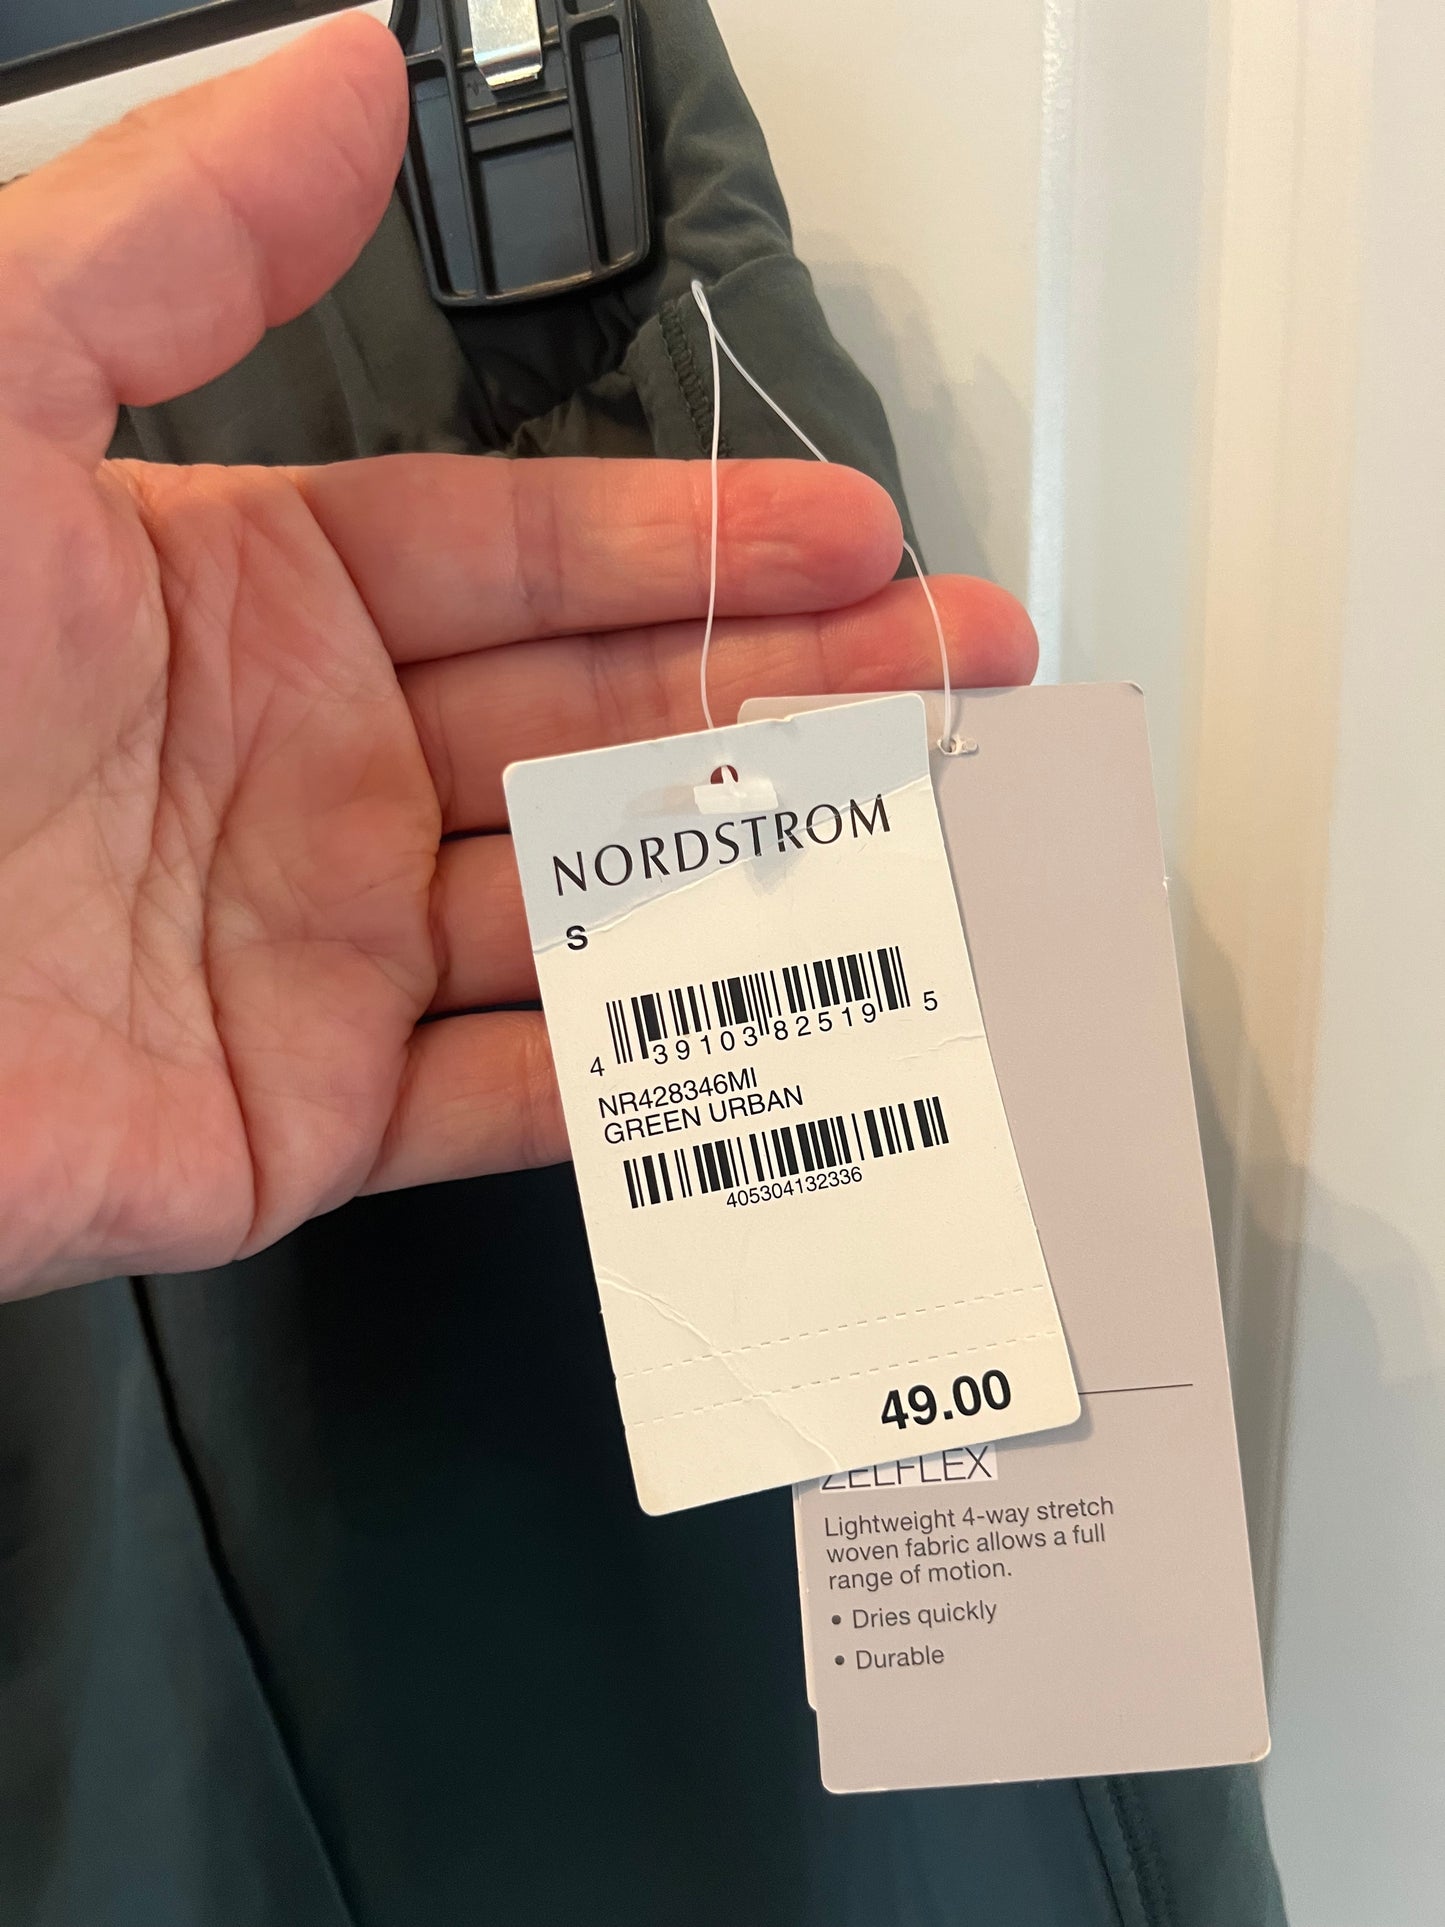 NORDSTROM
S
4 39103 82519 5
NR428346MI
GREEN URBAN
405304132336
49.00
ZELFLEX
Lightweight 4-way stretch
woven fabric allows a full
range of motion.
• Dries quickly
• Durable